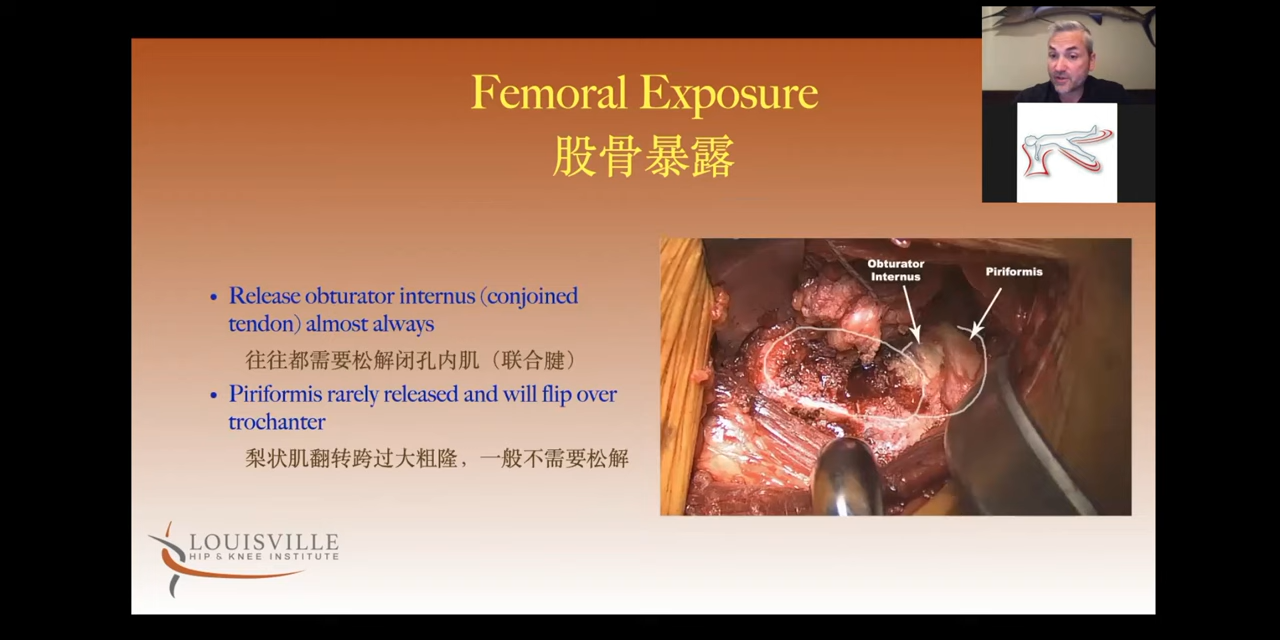 Femoral Exposure
股骨暴露
• Release obturator internus (conjoined
tendon) almost always
往往都需要松解闭孔内肌（联合腱）
• Piriformis rarely released and will flip over
trochanter
梨状肌翻转跨过大粗隆，一般不需要松解
Obturator
Internus
Piriformis
LOUISVILLE
HIP & KNEE INSTITUTE